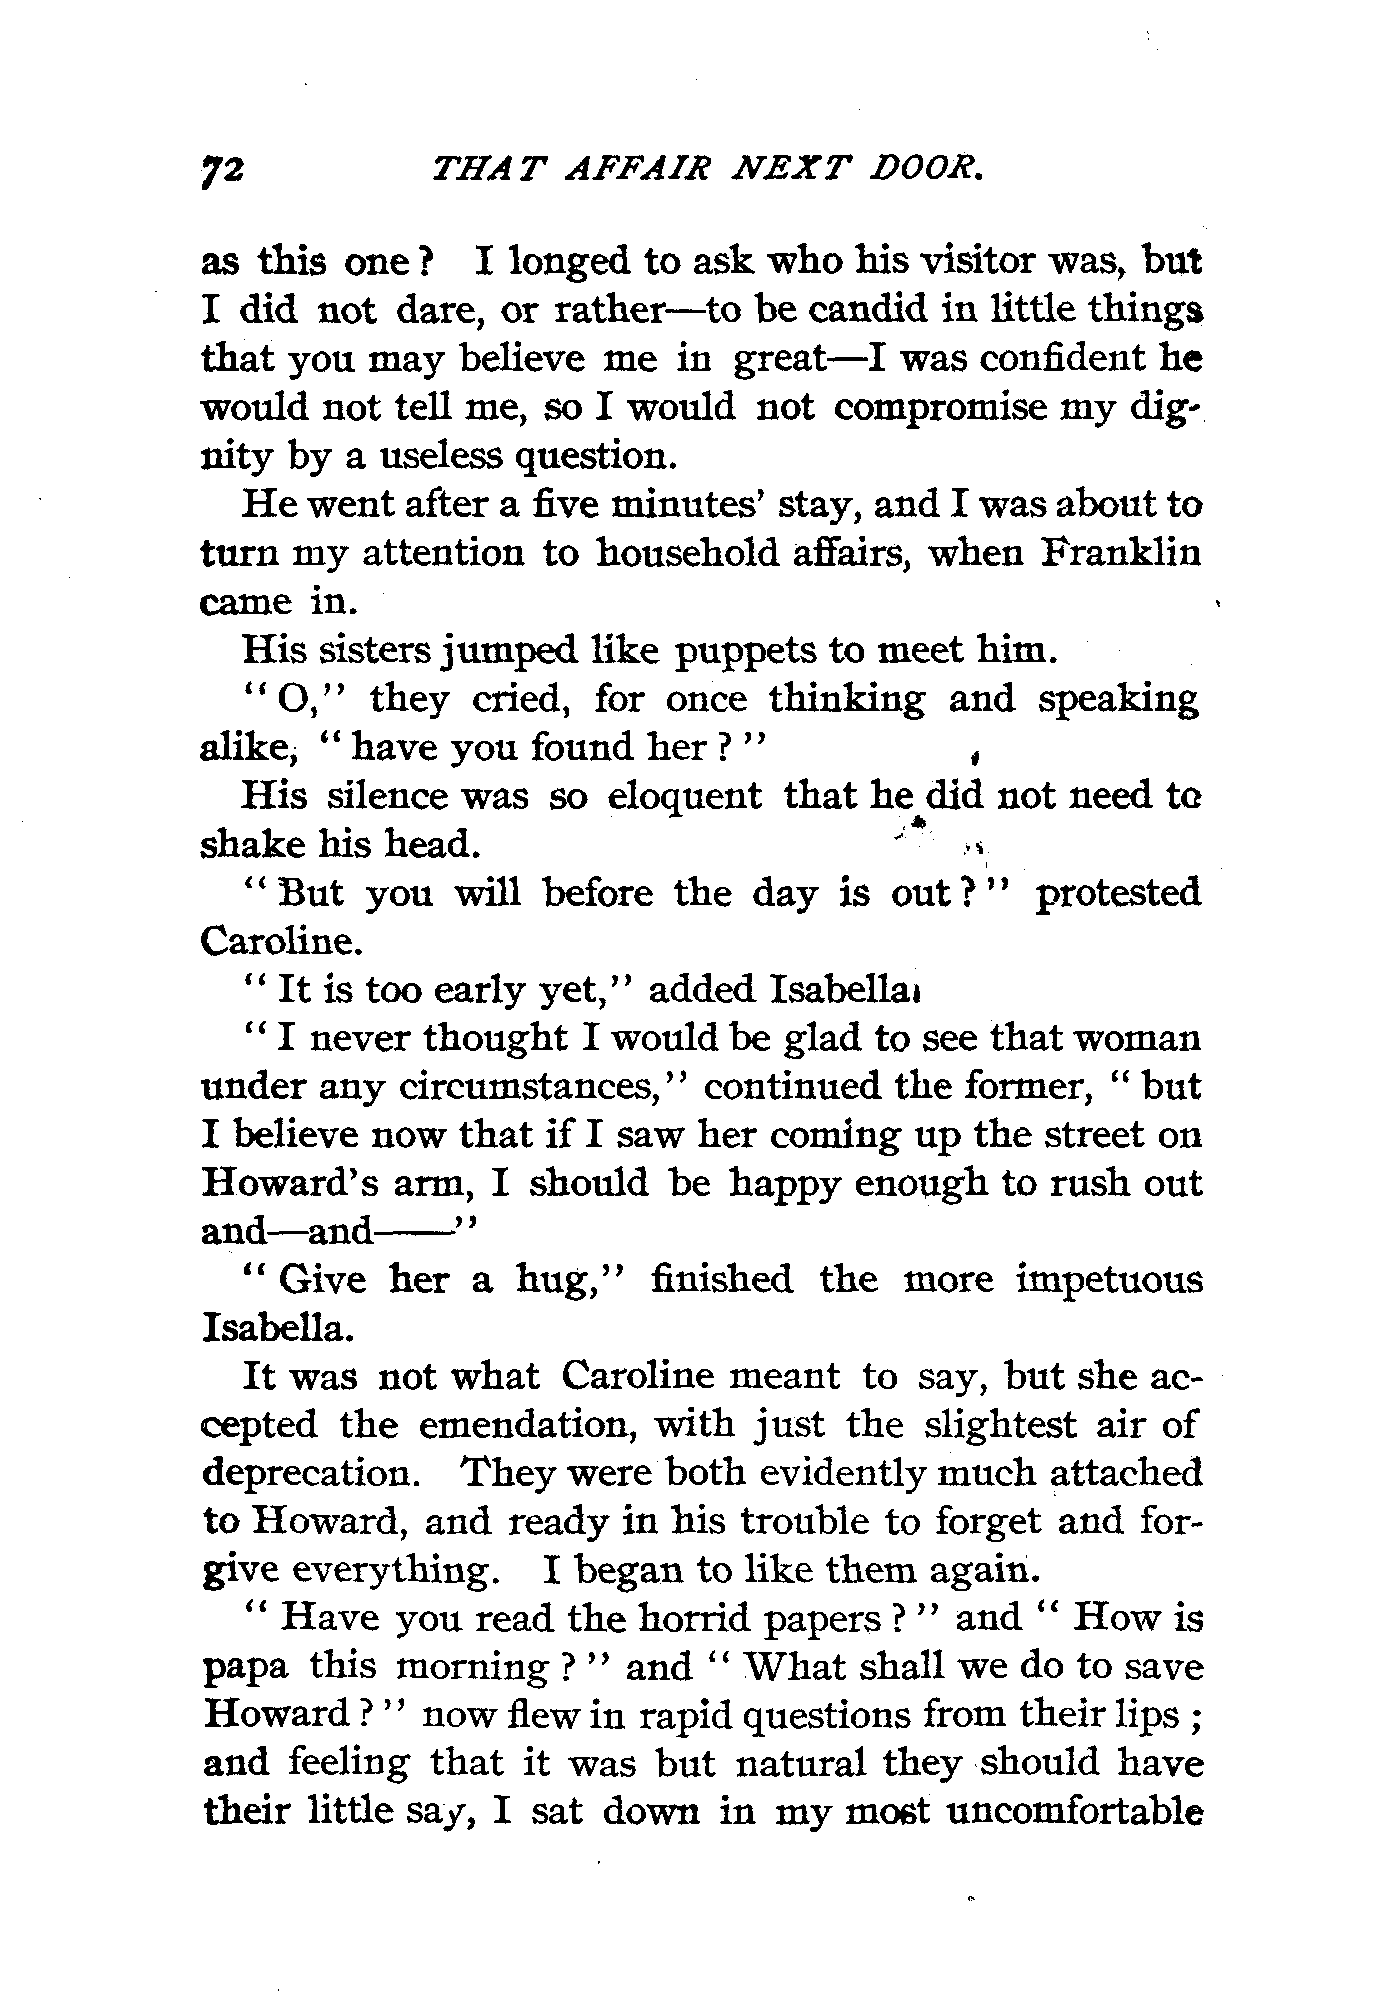 72 THAT AFFAIR NEXT DOOR.
as this one? I longed to ask who his visitor was, but
I did not dare, or rather—to be candid in little things
that you may believe me in great—I was confident he
would not tell me, so I would not compromise my dig-
nity by a useless question.
He went after a five minutes' stay, and I was about to
turn my attention to household affairs, when Franklin
came in.
His sisters jumped like puppets to meet him.
"O," they cried, for once thinking and speaking
alike, "have you found her?"
His silence was so eloquent that he did not need to
shake his head.
"But you will before the day is out?" protested
Caroline.
"It is too early yet," added Isabella.
"I never thought I would be glad to see that woman
under any circumstances," continued the former, "but
I believe now that if I saw her coming up the street on
Howard's arm, I should be happy enough to rush out
and—and——"
"Give her a hug," finished the more impetuous
Isabella.
It was not what Caroline meant to say, but she ac-
cepted the emendation, with just the slightest air of
deprecation. They were both evidently much attached
to Howard, and ready in his trouble to forget and for-
give everything. I began to like them again.
"Have you read the horrid papers?" and "How is
papa this morning?" and "What shall we do to save
Howard?" now flew in rapid questions from their lips;
and feeling that it was but natural they should have
their little say, I sat down in my most uncomfortable